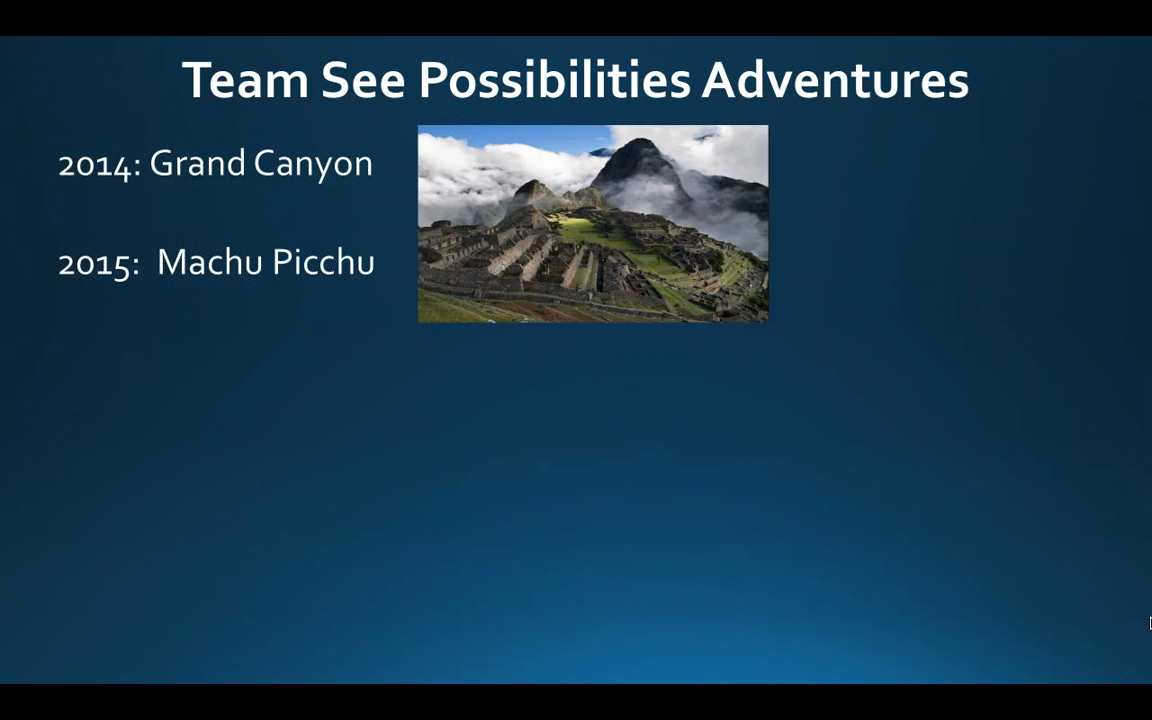 Team See Possibilities Adventures
2014: Grand Canyon
2015:  Machu Picchu